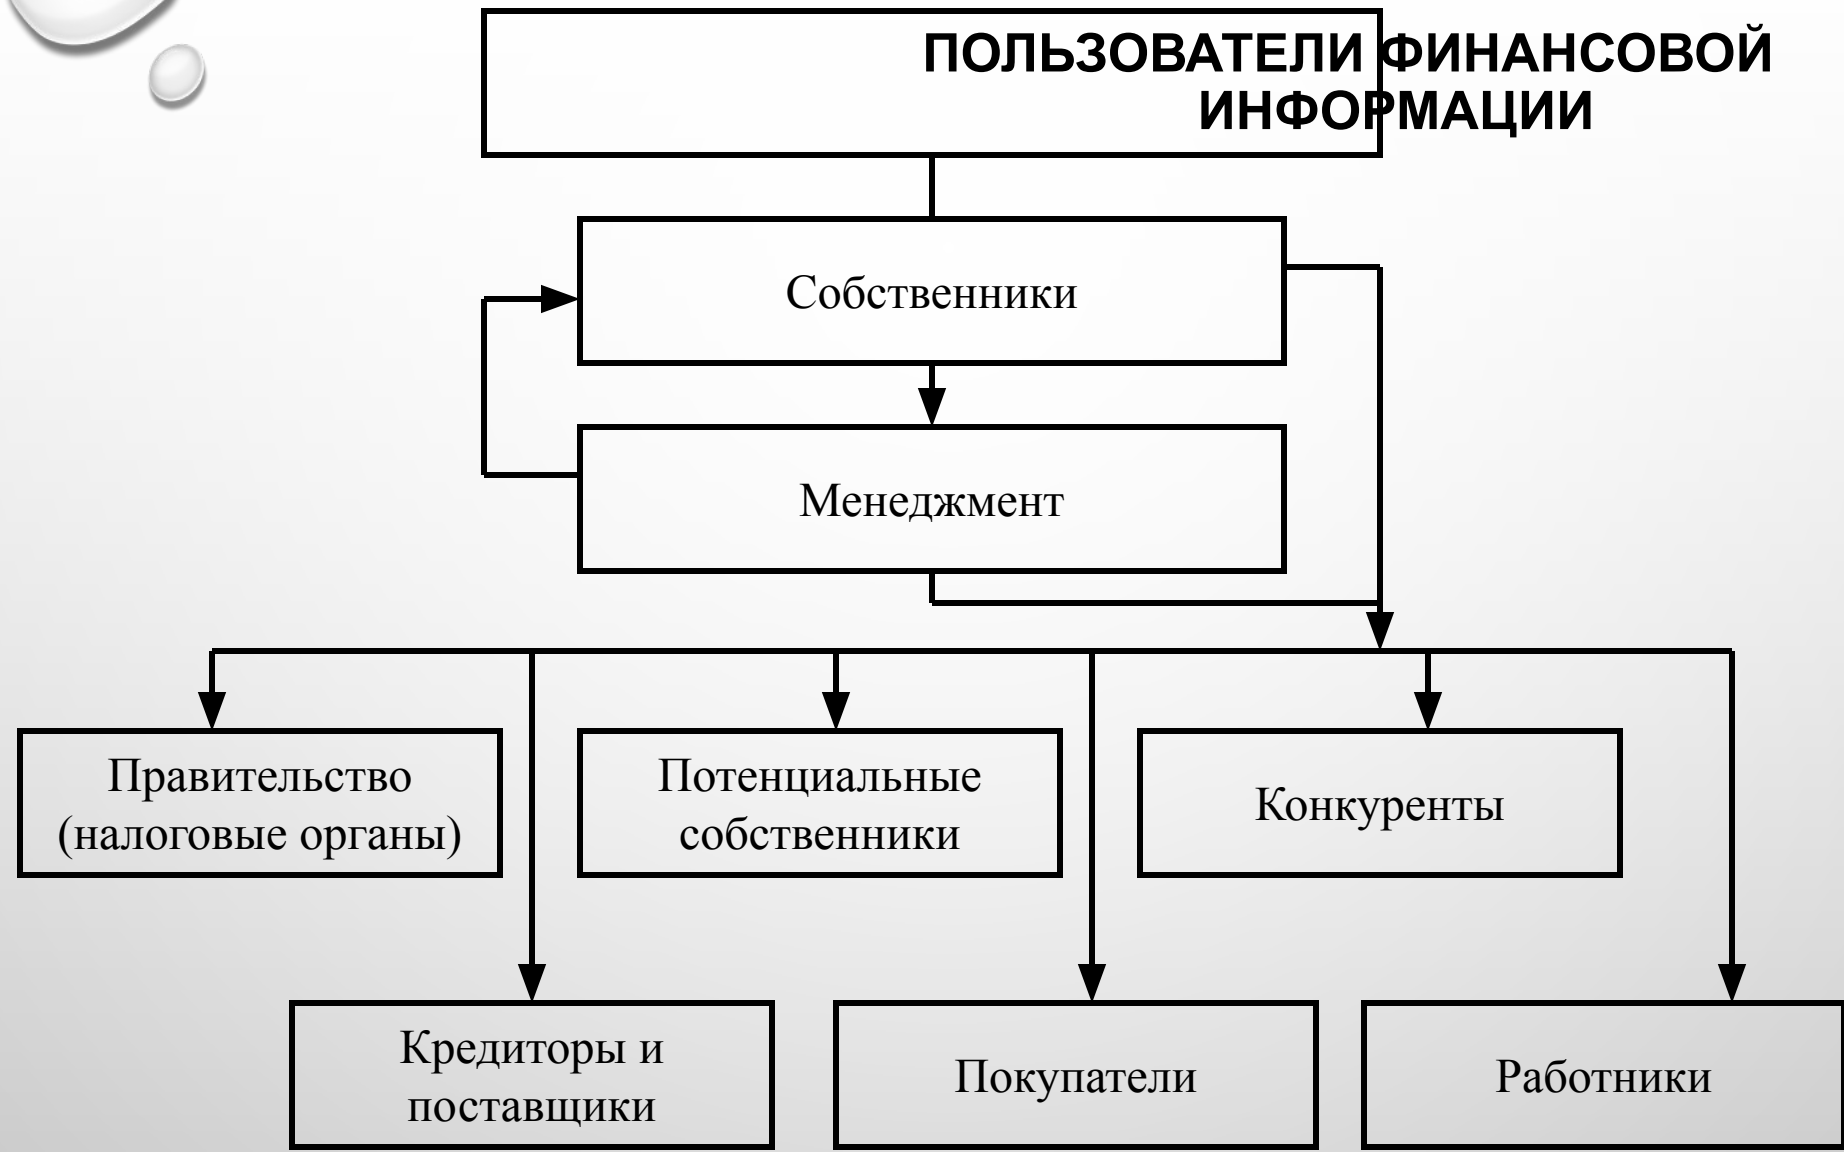 ПОЛЬЗОВАТЕЛИ ФИНАНСОВОЙ
ИНФОРМАЦИИ
Собственники
Менеджмент
Правительство
(налоговые органы)
Потенциальные
собственники
Конкуренты
Кредиторы и
поставщики
Покупатели
Работники